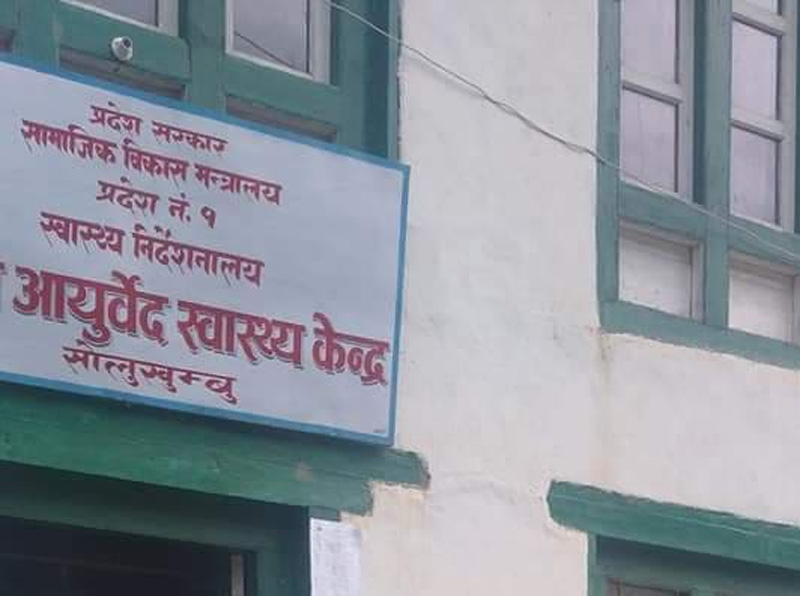 प्रदेश सरकार
सामाजिक विकास मन्त्रालय
प्रदेश नं. १
स्वास्थ्य निर्देशनालय
आयुर्वेद स्वास्थ्य केन्द्र
सोलुखुम्बु